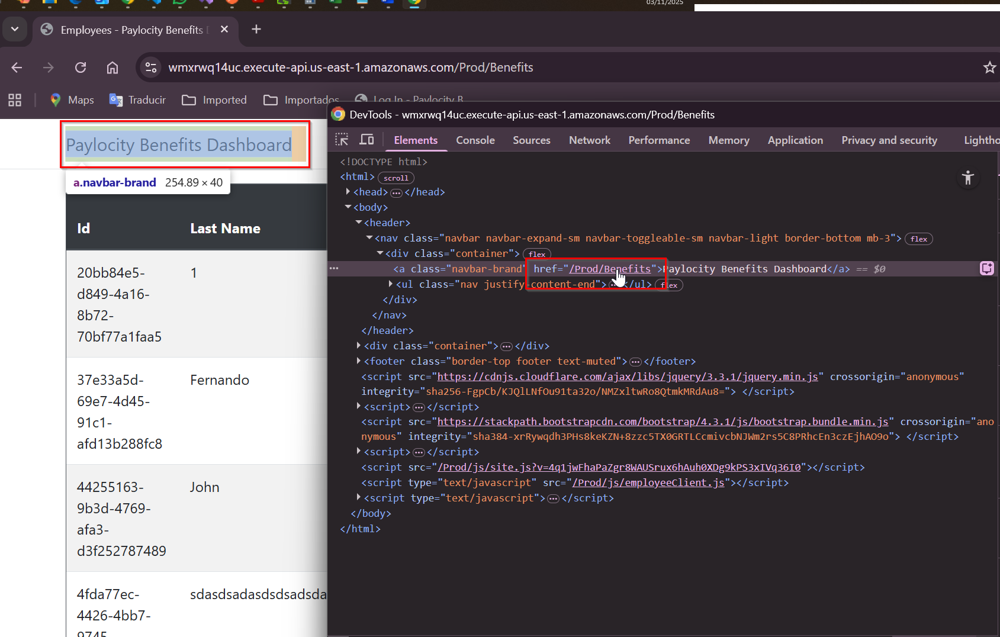 03/11/2025
Employees - Paylocity Benefits
wmxrwq14uc.execute-api.us-east-1.amazonaws.com/Prod/Benefits
Maps
Traducir
Imported
Importados
Log In - Paylocity B
DevTools - wmxrwq14uc.execute-api.us-east-1.amazonaws.com/Prod/Benefits
Paylocity Benefits Dashboard
a.navbar-brand 254.89 × 40
Id Last Name
20bb84e5-
d849-4a16-
8b72-
70bf77a1faa5
1
37e33a5d-
69e7-4d45-
91c1-
afd13b288fc8
Fernando
44255163-
9b3d-4769-
afa3-
d3f252787489
John
4fda77ec-
4426-4bb7-
9745
sdasdsadasdsdsadsda
Elements Console Sources Network Performance Memory Application Privacy and security Lightho
<!DOCTYPE html>
<html> scroll
<head> … </head>
<body>
<header>
<nav class="navbar navbar-expand-sm navbar-toggleable-sm navbar-light border-bottom mb-3"> flex
<div class="container"> flex
<a class="navbar-brand" href="/Prod/Benefits">Paylocity Benefits Dashboard</a> == $0
<ul class="nav justify-content-end"> … </ul> flex
</div>
</nav>
</header>
<div class="container"> … </div>
<footer class="border-top footer text-muted"> … </footer>
<script src="https://cdnjs.cloudflare.com/ajax/libs/jquery/3.3.1/jquery.min.js" crossorigin="anonymous"
integrity="sha256-FgpCb/KJQlLNfOu91ta32o/NMZxltwRo8QtmkMRdAu8="> </script>
<script> … </script>
<script src="https://stackpath.bootstrapcdn.com/bootstrap/4.3.1/js/bootstrap.bundle.min.js" crossorigin="ano
nymous" integrity="sha384-xrRywqdh3PHs8keKZN+8zzc5TX0GRTLCcmivcbNJWm2rs5C8PRhcEn3czEjhAO9o"> </script>
<script> … </script>
<script src="/Prod/js/site.js?v=4q1jwFhaPaZgr8WAUSrux6hAuh0XDg9kPS3xIVq36I0"></script>
<script type="text/javascript" src="/Prod/js/employeeClient.js"></script>
<script type="text/javascript"> … </script>
</body>
</html>